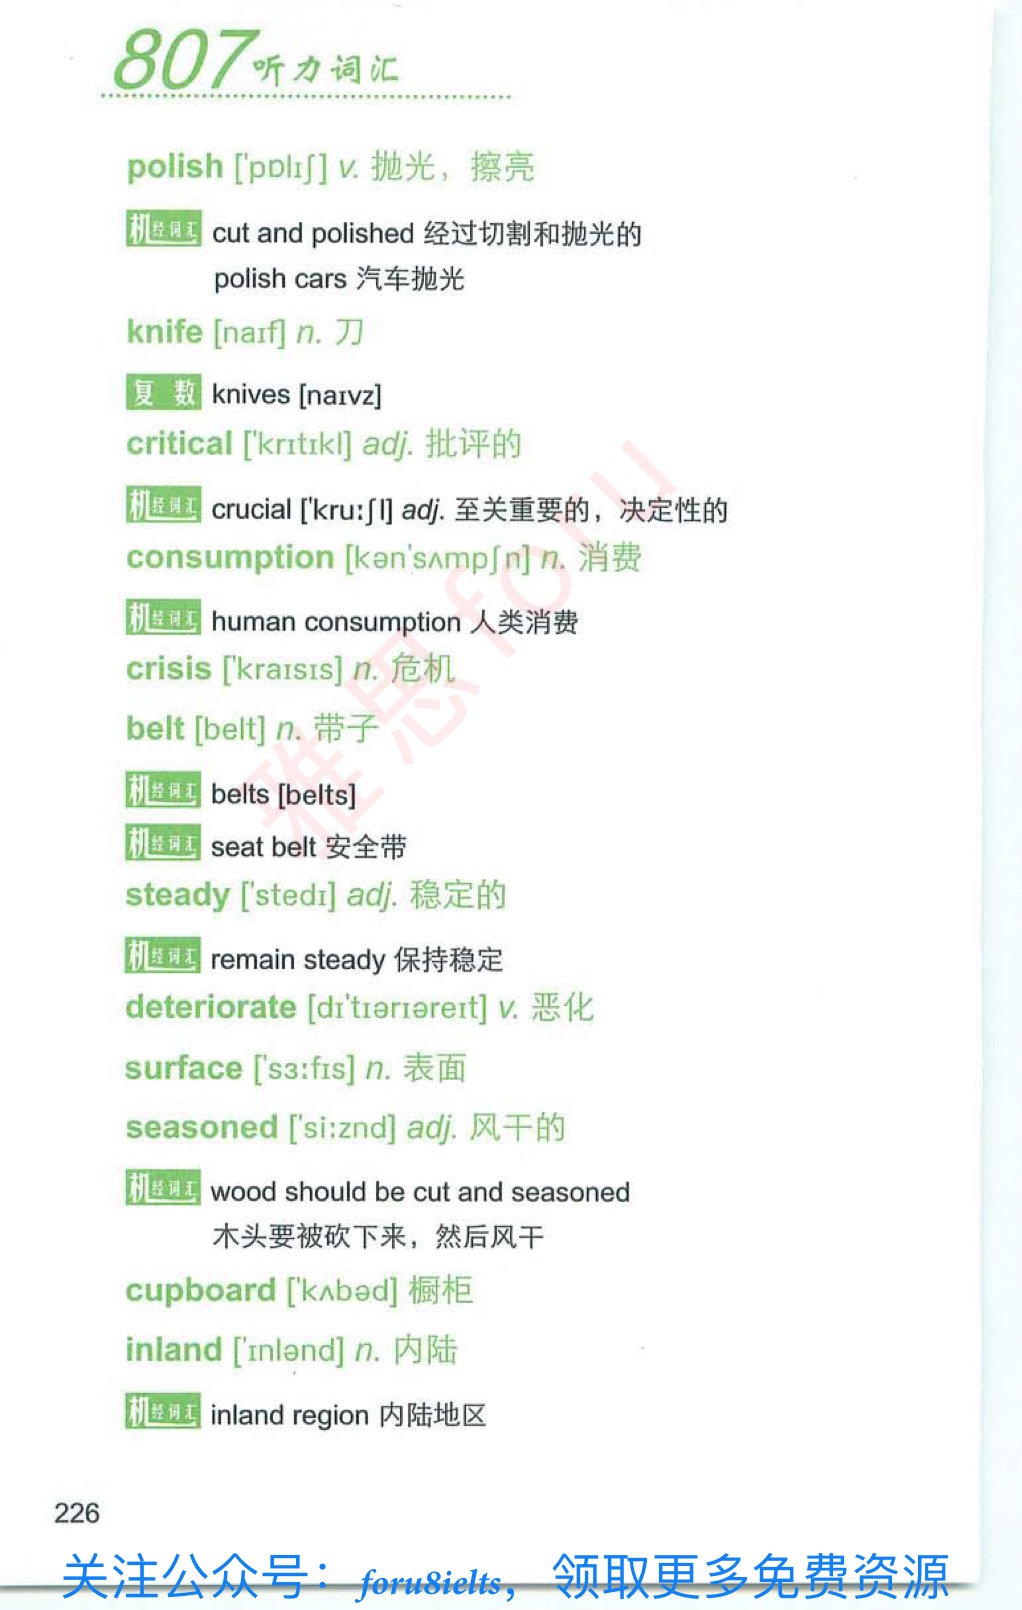 807听力词汇
polish ['pɒlɪʃ] v. 抛光，擦亮
机经词汇 cut and polished 经过切割和抛光的
polish cars 汽车抛光
knife [naɪf] n. 刀
复数 knives [naɪvz]
critical ['krɪtɪkl] adj. 批评的
机经词汇 crucial ['kru:ʃl] adj. 至关重要的，决定性的
consumption [kən'sʌmpʃn] n. 消费
机经词汇 human consumption 人类消费
crisis ['kraɪsɪs] n. 危机
belt [belt] n. 带子
机经词汇 belts [belts]
机经词汇 seat belt 安全带
steady ['stedɪ] adj. 稳定的
机经词汇 remain steady 保持稳定
deteriorate [dɪ'tɪərɪəreɪt] v. 恶化
surface ['sɜ:fɪs] n. 表面
seasoned ['si:znd] adj. 风干的
机经词汇 wood should be cut and seasoned
木头要被砍下来，然后风干
cupboard ['kʌbəd] 橱柜
inland ['ɪnlənd] n. 内陆
机经词汇 inland region 内陆地区
雅思foru
226
关注公众号：foru8ielts，领取更多免费资源